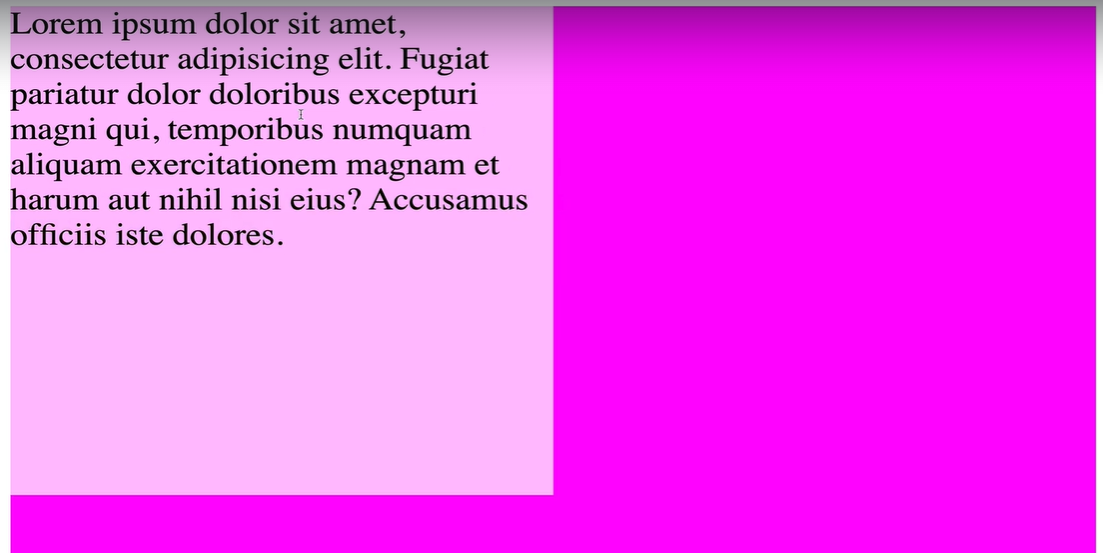 Lorem ipsum dolor sit amet,
consectetur adipisicing elit. Fugiat
pariatur dolor doloribus excepturi
magni qui, temporibus numquam
aliquam exercitationem magnam et
harum aut nihil nisi eius? Accusamus
officiis iste dolores.